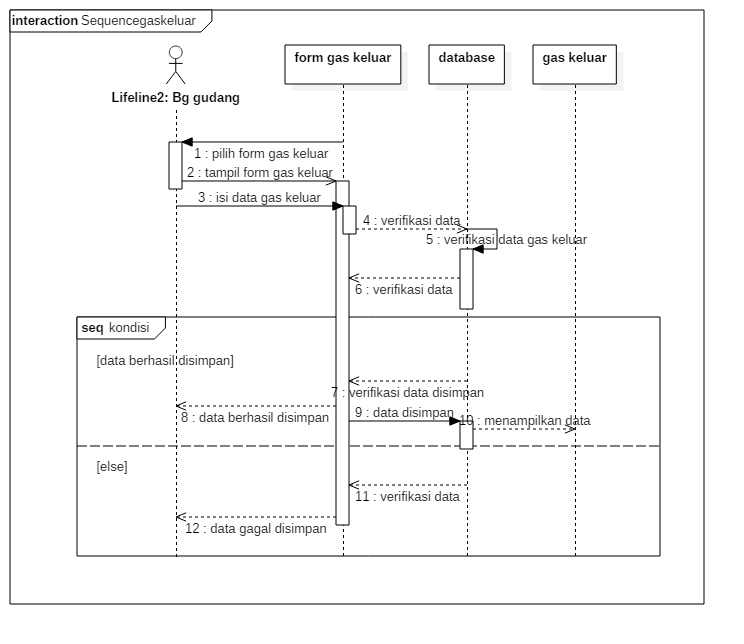 interaction Sequencegaskeluar
form gas keluar
database
gas keluar
Lifeline2: Bg gudang
1 : pilih form gas keluar
2 : tampil form gas keluar
3 : isi data gas keluar
4 : verifikasi data
5 : verifikasi data gas keluar
6 : verifikasi data
seq kondisi
[data berhasil disimpan]
7 : verifikasi data disimpan
8 : data berhasil disimpan
9 : data disimpan
10 : menampilkan data
[else]
11 : verifikasi data
12 : data gagal disimpan